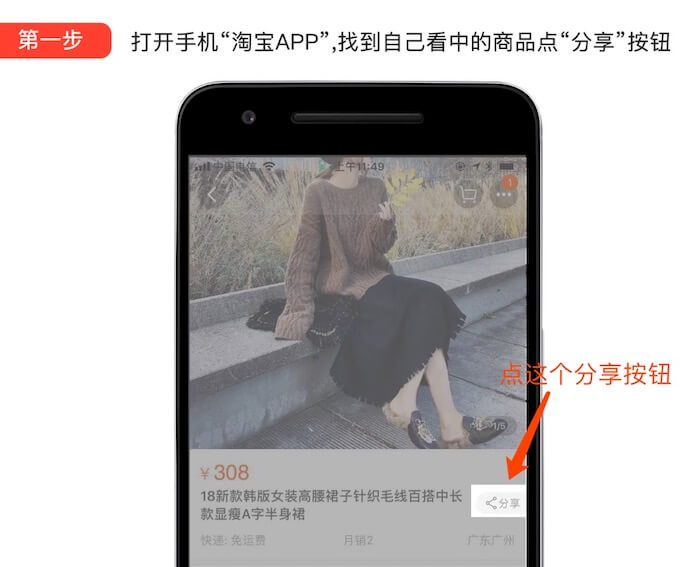 第一步
打开手机“淘宝APP”,找到自己看中的商品点“分享”按钮
中国电信 上午11:49
1
点这个分享按钮
1/5
¥308
18新款韩版女装高腰裙子针织毛线百搭中长
款显瘦A字半身裙
分享
快递: 免运费 月销2 广东广州